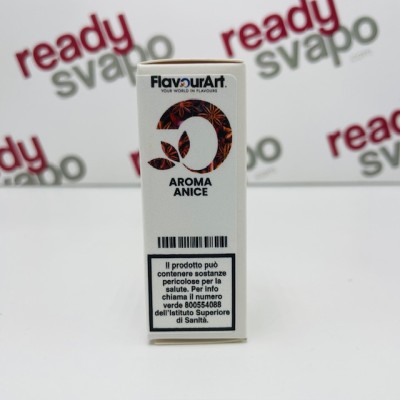 ready
svapo
ready
svapo
ready
svapo
ready
svapo
FlavourArt®
YOUR WORLD IN FLAVOURS
AROMA
ANICE
Il prodotto può
contenere sostanze
pericolose per la
salute. Per info
chiama il numero
verde 800554088
dell'Istituto Superiore
di Sanità.